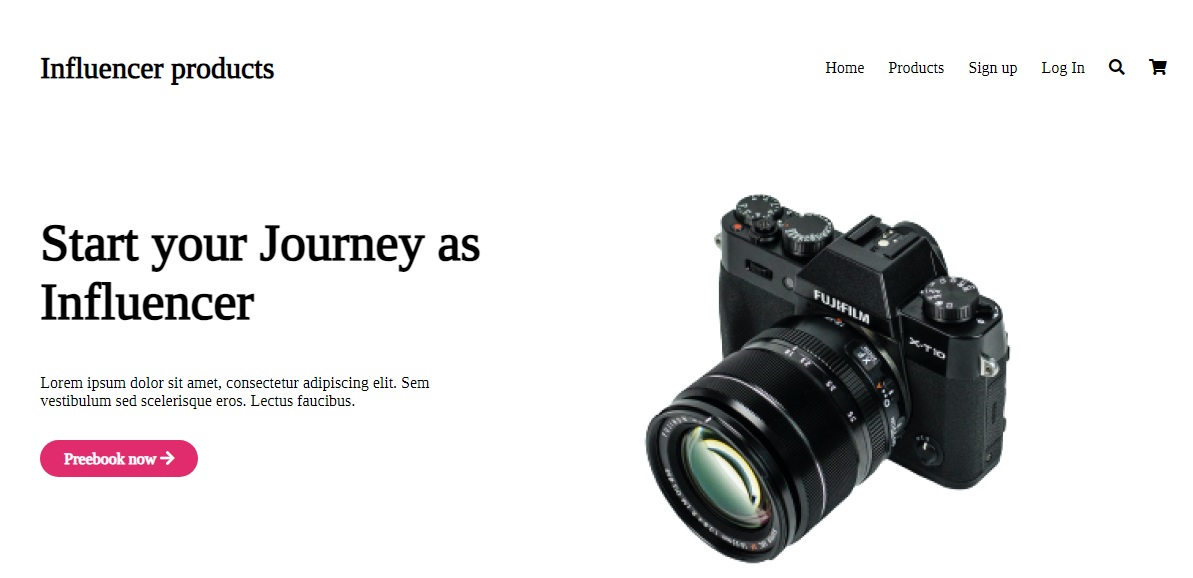 Influencer products
Home Products Sign up Log In
Start your Journey as
Influencer
Lorem ipsum dolor sit amet, consectetur adipiscing elit. Sem
vestibulum sed scelerisque eros. Lectus faucibus.
Preebook now
FUJIFILM
X-T10
XF